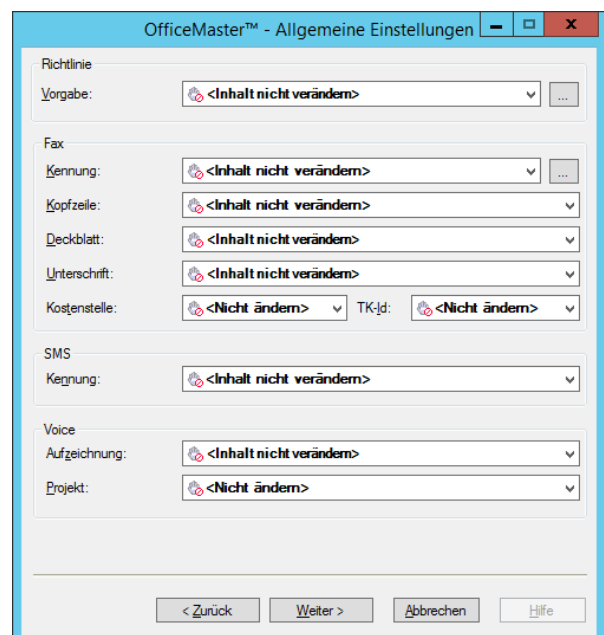 OfficeMaster™ - Allgemeine Einstellungen
Richtlinie
Vorgabe: <Inhalt nicht verändern> ...
Fax
Kennung: <Inhalt nicht verändern> ...
Kopfzeile: <Inhalt nicht verändern>
Deckblatt: <Inhalt nicht verändern>
Unterschrift: <Inhalt nicht verändern>
Kostenstelle: <Nicht ändern> TK-Id: <Nicht ändern>
SMS
Kennung: <Inhalt nicht verändern>
Voice
Aufzeichnung: <Inhalt nicht verändern>
Projekt: <Nicht ändern>
< Zurück Weiter > Abbrechen Hilfe